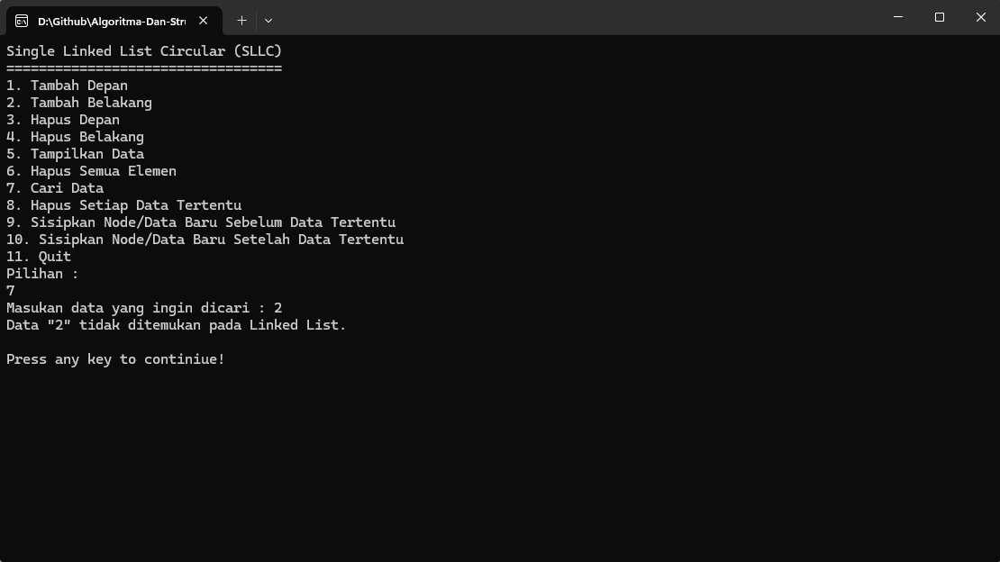 D:\Github\Algoritma-Dan-Str
Single Linked List Circular (SLLC)
==================================
1. Tambah Depan
2. Tambah Belakang
3. Hapus Depan
4. Hapus Belakang
5. Tampilkan Data
6. Hapus Semua Elemen
7. Cari Data
8. Hapus Setiap Data Tertentu
9. Sisipkan Node/Data Baru Sebelum Data Tertentu
10. Sisipkan Node/Data Baru Setelah Data Tertentu
11. Quit
Pilihan :
7
Masukan data yang ingin dicari : 2
Data "2" tidak ditemukan pada Linked List.
Press any key to continiue!